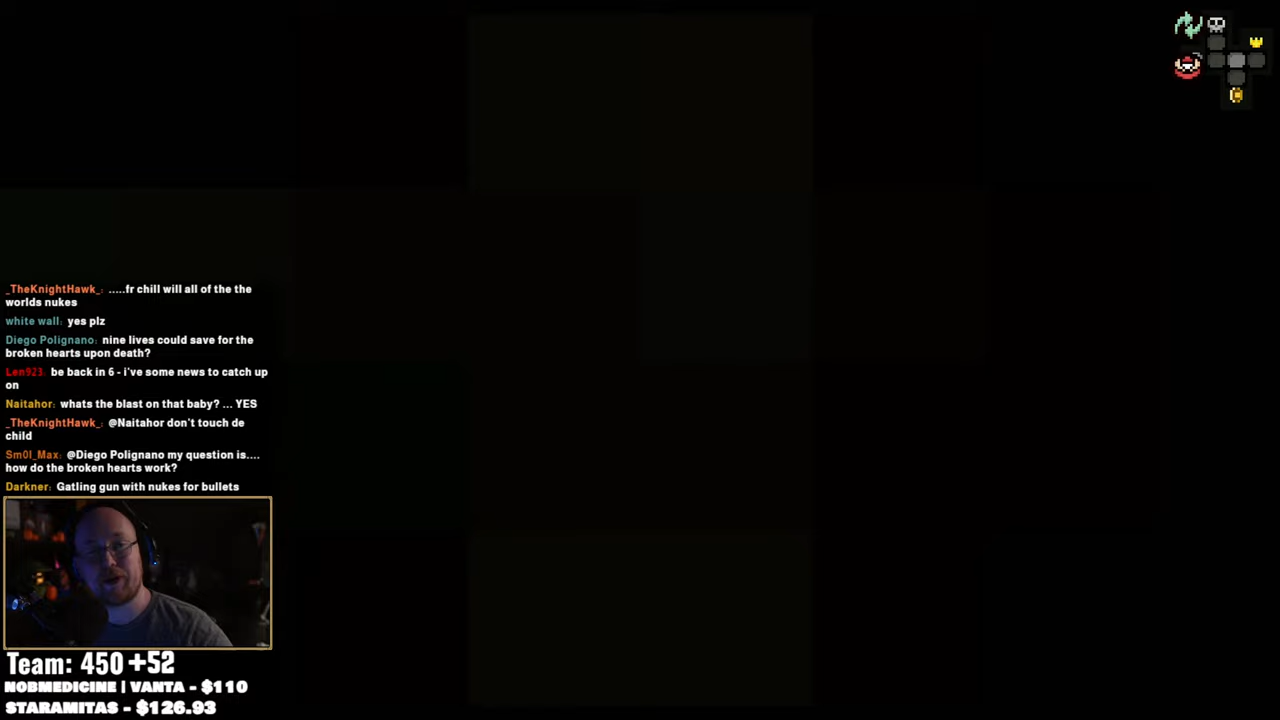 _TheKnightHawk_: .....fr chill will all of the the
worlds nukes
white wall: yes plz
Diego Polignano: nine lives could save for the
broken hearts upon death?
Len923: be back in 6 - i've some news to catch up
on
Naitahor: whats the blast on that baby? ... YES
_TheKnightHawk_: @Naitahor don't touch de
child
Sm0l_Max: @Diego Polignano my question is....
how do the broken hearts work?
Darkner: Gatling gun with nukes for bullets
Team: 450 +52
NOBMEDICINE | VANTA - $110
STARAMITAS - $126.93